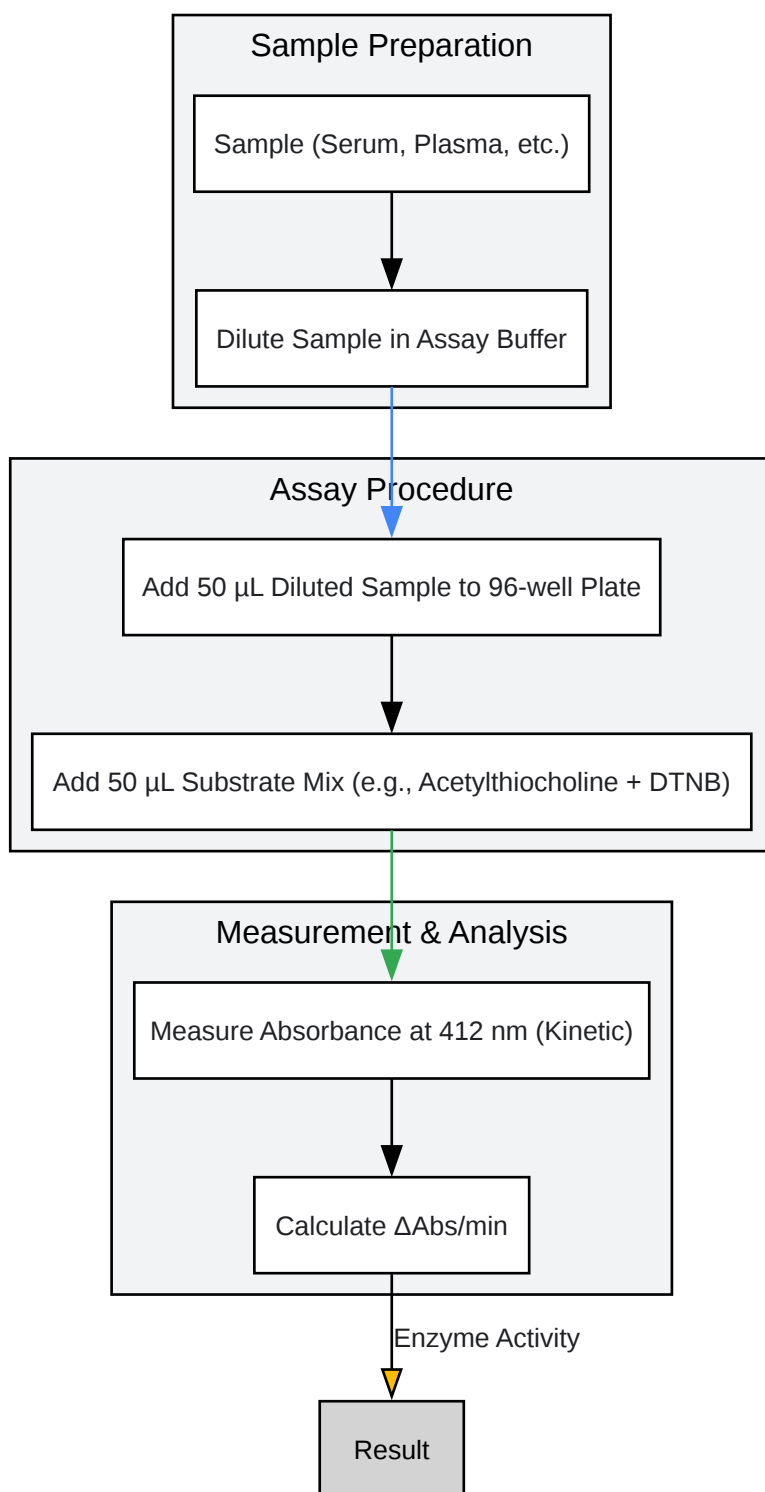 Sample Preparation
Sample (Serum, Plasma, etc.)
Dilute Sample in Assay Buffer
Assay Procedure
Add 50 µL Diluted Sample to 96-well Plate
Add 50 µL Substrate Mix (e.g., Acetylthiocholine + DTNB)
Measurement & Analysis
Measure Absorbance at 412 nm (Kinetic)
Calculate ΔAbs/min
Enzyme Activity
Result